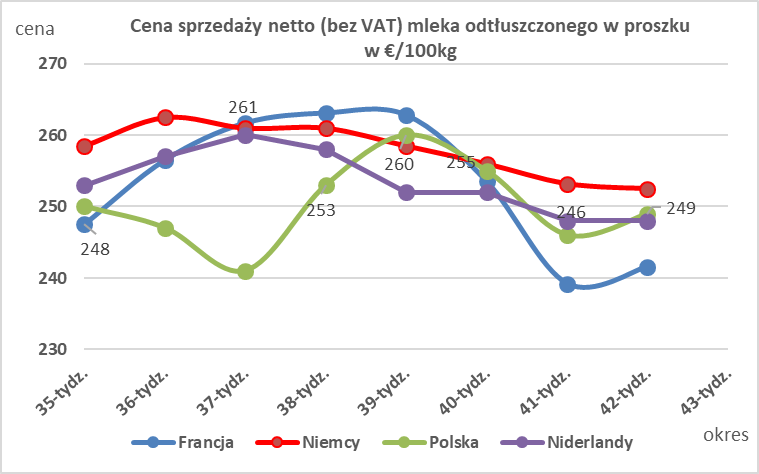 cena
Cena sprzedaży netto (bez VAT) mleka odtłuszczonego w proszku
w €/100kg
270
260
250
240
230
261
260
255
253
249
246
248
35-tydz.
36-tydz.
37-tydz.
38-tydz.
39-tydz.
40-tydz.
41-tydz.
42-tydz.
43-tydz.
okres
Francja Niemcy Polska Niderlandy